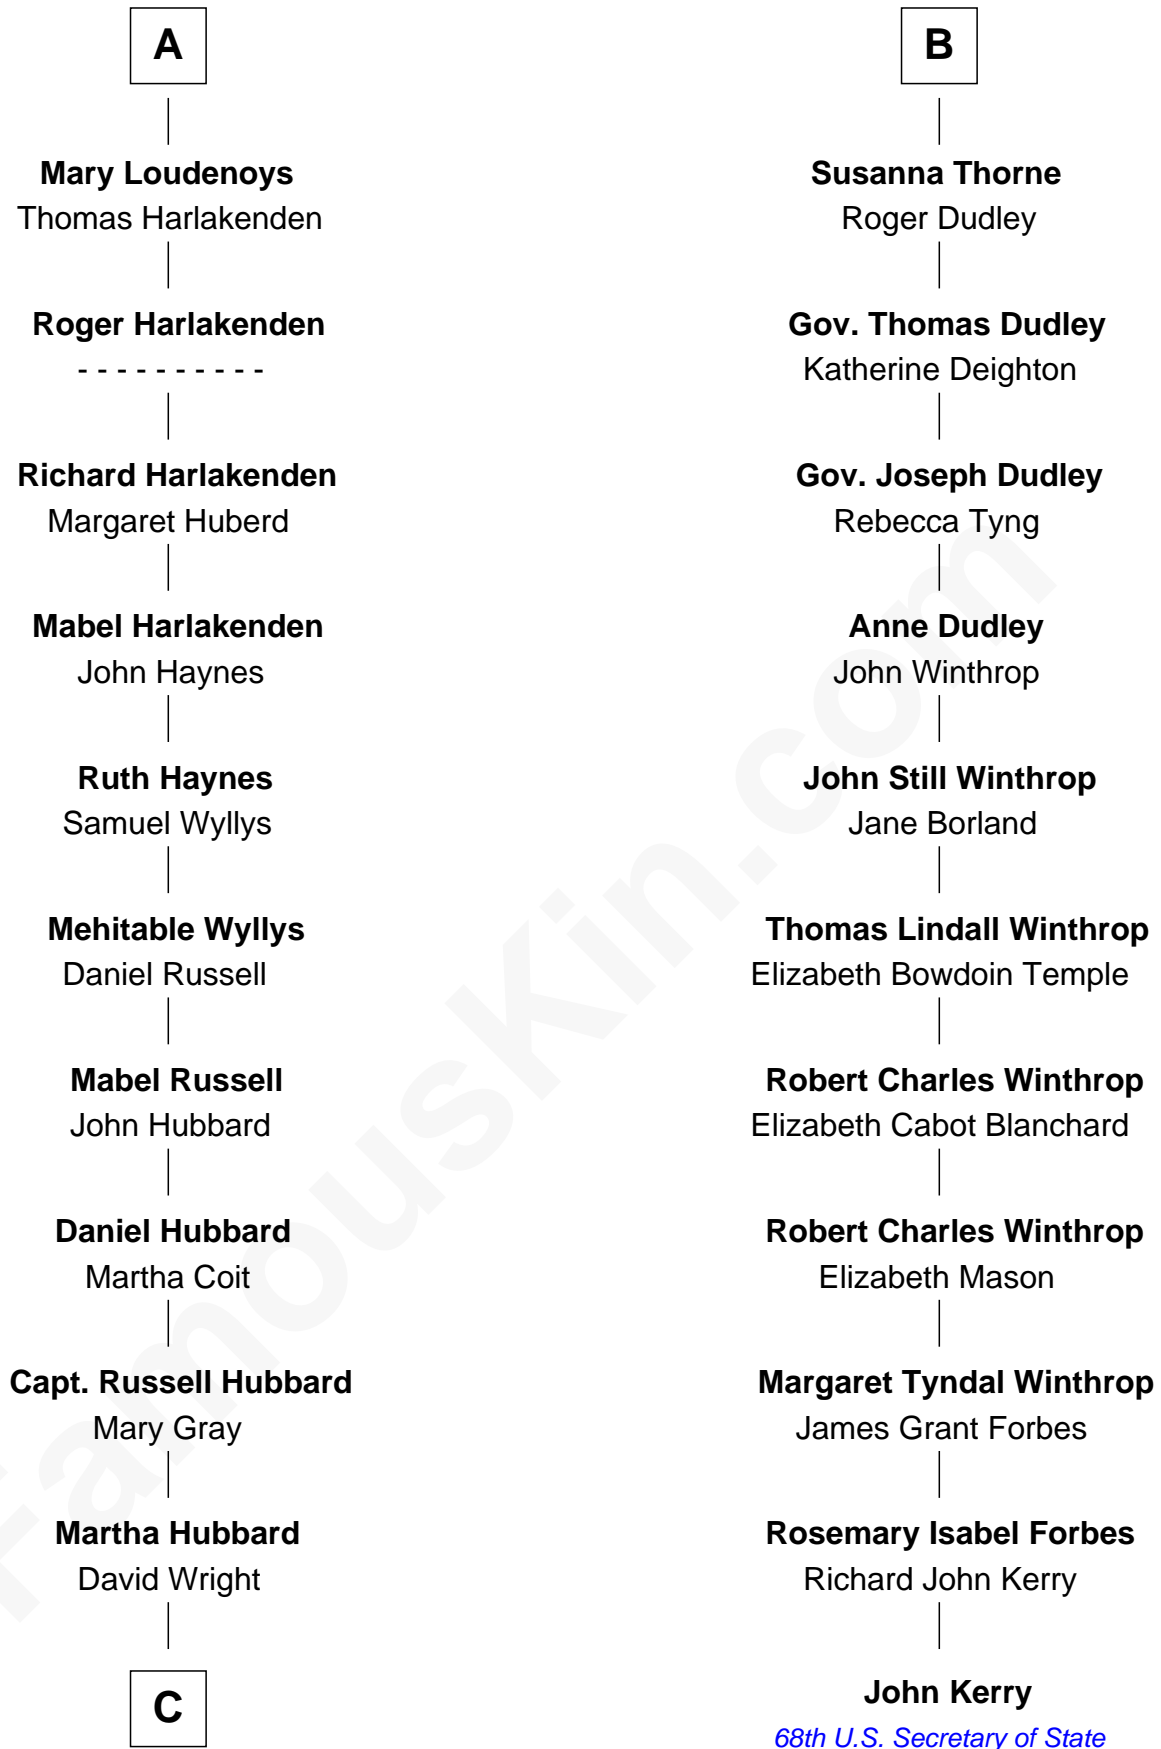 A
Mary Loudenoys
Thomas Harlakenden
Roger Harlakenden
- - - - - - - - - -
Richard Harlakenden
Margaret Huberd
Mabel Harlakenden
John Haynes
Ruth Haynes
Samuel Wyllys
Mehitable Wyllys
Daniel Russell
Mabel Russell
John Hubbard
Daniel Hubbard
Martha Coit
Capt. Russell Hubbard
Mary Gray
Martha Hubbard
David Wright
C
B
Susanna Thorne
Roger Dudley
Gov. Thomas Dudley
Katherine Deighton
Gov. Joseph Dudley
Rebecca Tyng
Anne Dudley
John Winthrop
John Still Winthrop
Jane Borland
Thomas Lindall Winthrop
Elizabeth Bowdoin Temple
Robert Charles Winthrop
Elizabeth Cabot Blanchard
Robert Charles Winthrop
Elizabeth Mason
Margaret Tyndal Winthrop
James Grant Forbes
Rosemary Isabel Forbes
Richard John Kerry
John Kerry
68th U.S. Secretary of State
FamousKin.com